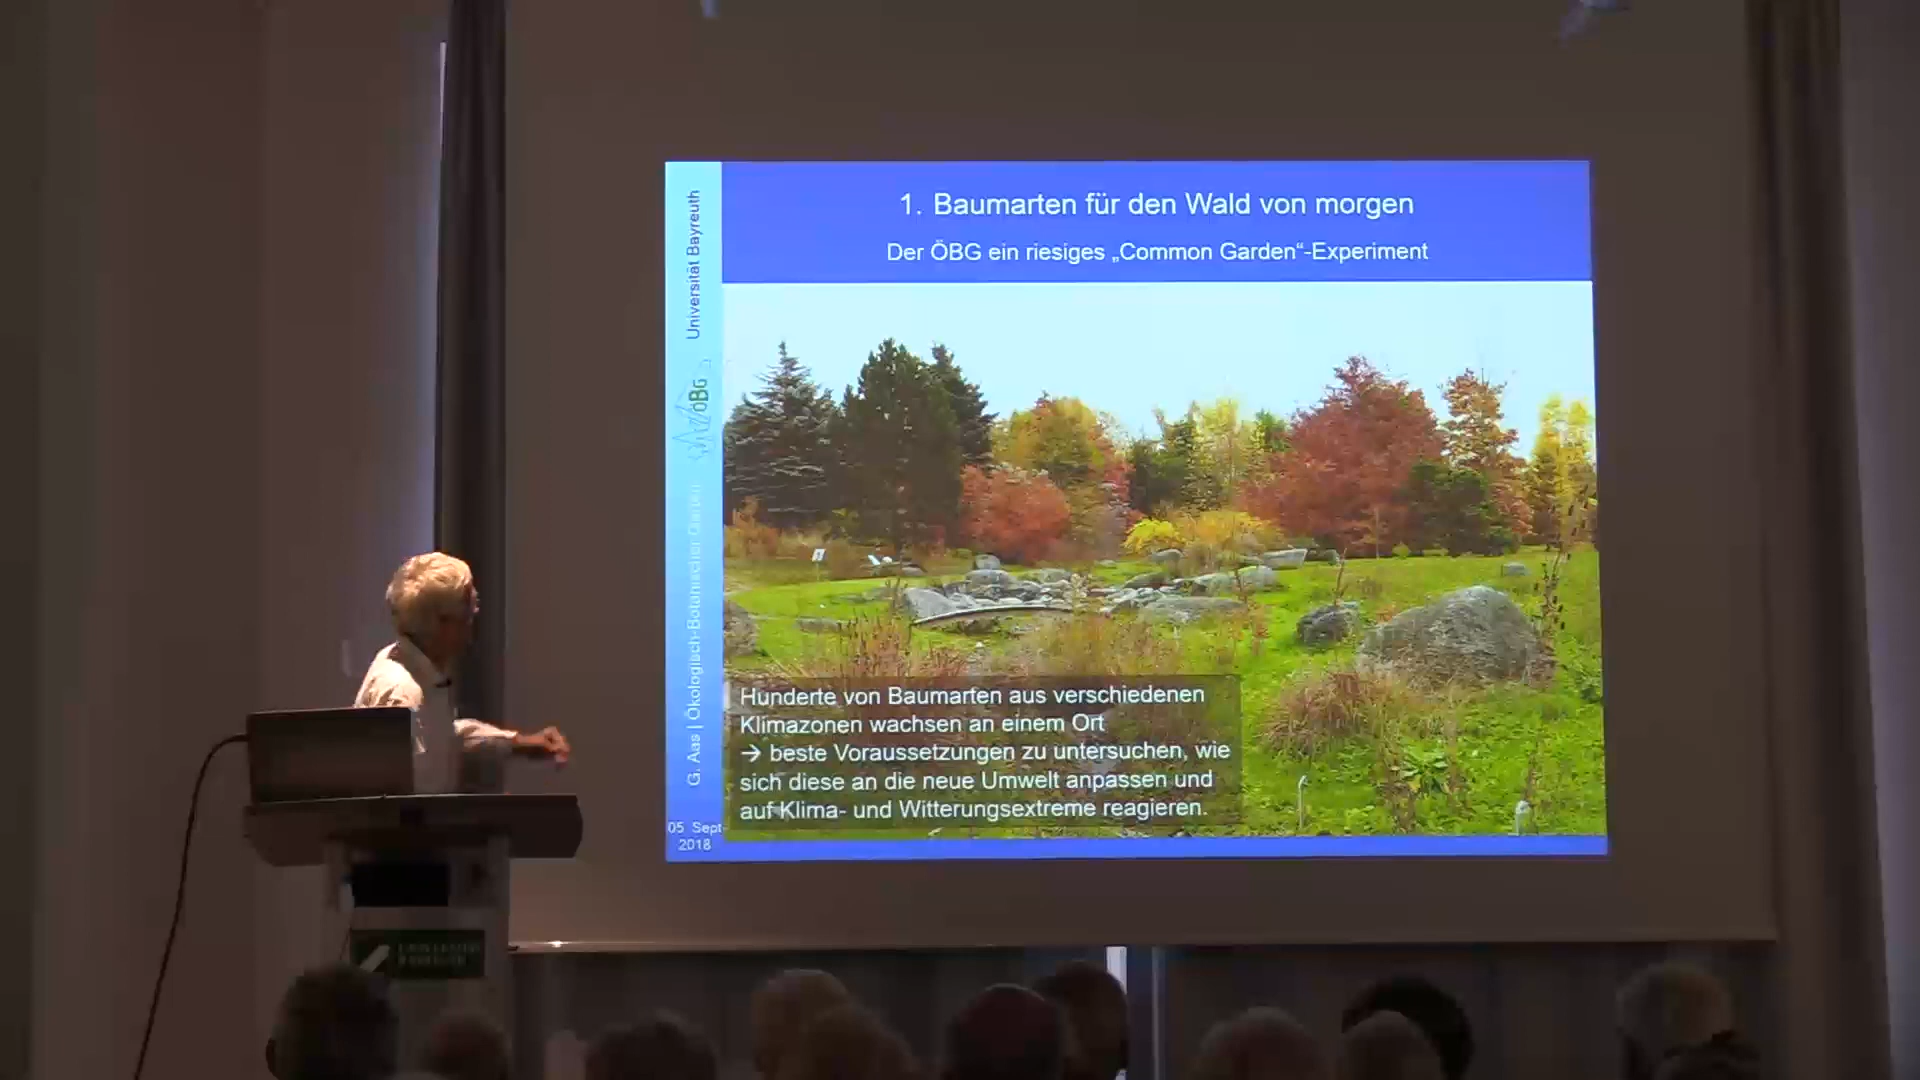 1. Baumarten für den Wald von morgen
Der ÖBG ein riesiges „Common Garden“-Experiment
Universität Bayreuth
ÖBG
G. Aas | Ökologisch-Botanischer Garten
05. Sept
2018
Hunderte von Baumarten aus verschiedenen
Klimazonen wachsen an einem Ort
→ beste Voraussetzungen zu untersuchen, wie
sich diese an die neue Umwelt anpassen und
auf Klima- und Witterungsextreme reagieren.